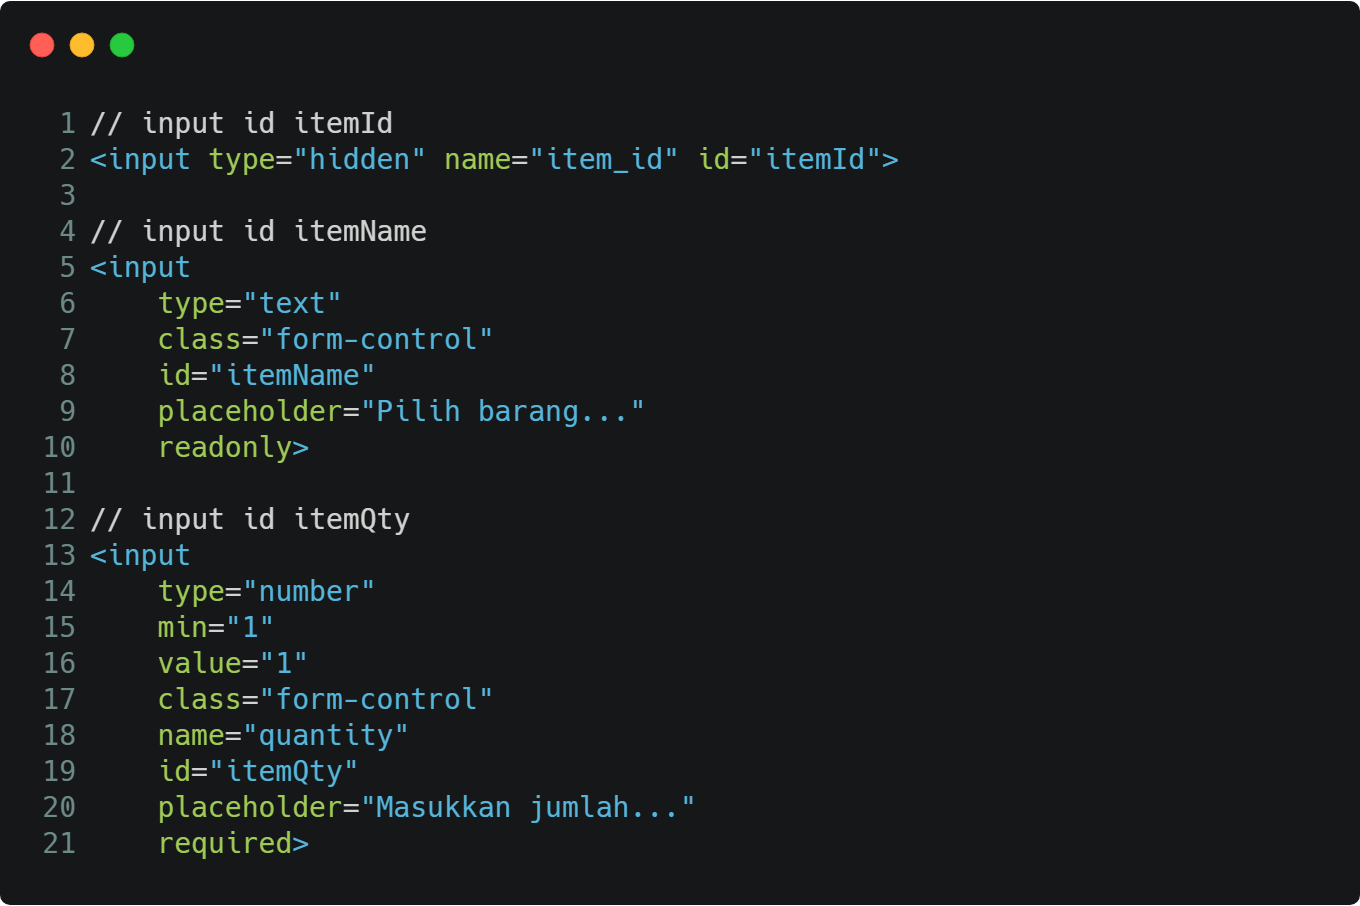 1 // input id itemId
2 <input type="hidden" name="item_id" id="itemId">
3
4 // input id itemName
5 <input
6     type="text"
7     class="form-control"
8     id="itemName"
9     placeholder="Pilih barang..."
10     readonly>
11
12 // input id itemQty
13 <input
14     type="number"
15     min="1"
16     value="1"
17     class="form-control"
18     name="quantity"
19     id="itemQty"
20     placeholder="Masukkan jumlah..."
21     required>